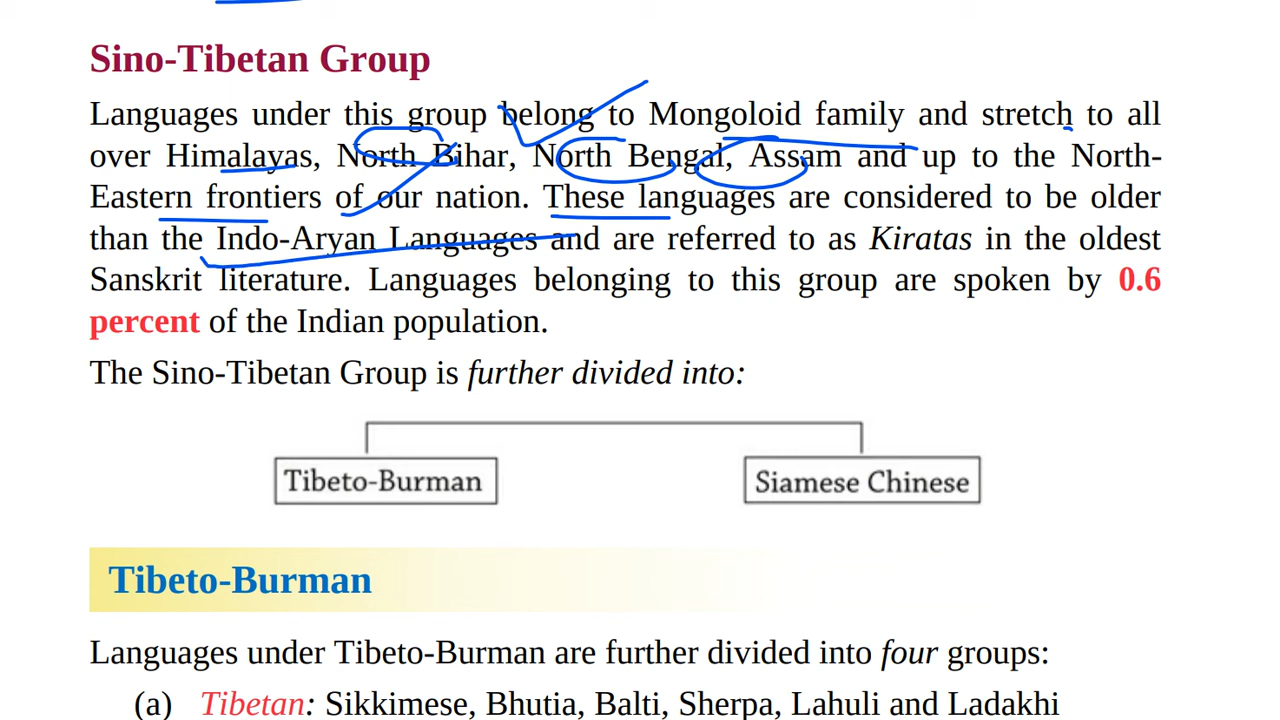 Sino-Tibetan Group
Languages under this group belong to Mongoloid family and stretch to all
over Himalayas, North Bihar, North Bengal, Assam and up to the North-
Eastern frontiers of our nation. These languages are considered to be older
than the Indo-Aryan Languages and are referred to as Kiratas in the oldest
Sanskrit literature. Languages belonging to this group are spoken by 0.6
percent of the Indian population.
The Sino-Tibetan Group is further divided into:
Tibeto-Burman
Siamese Chinese
Tibeto-Burman
Languages under Tibeto-Burman are further divided into four groups:
(a) Tibetan: Sikkimese, Bhutia, Balti, Sherpa, Lahuli and Ladakhi